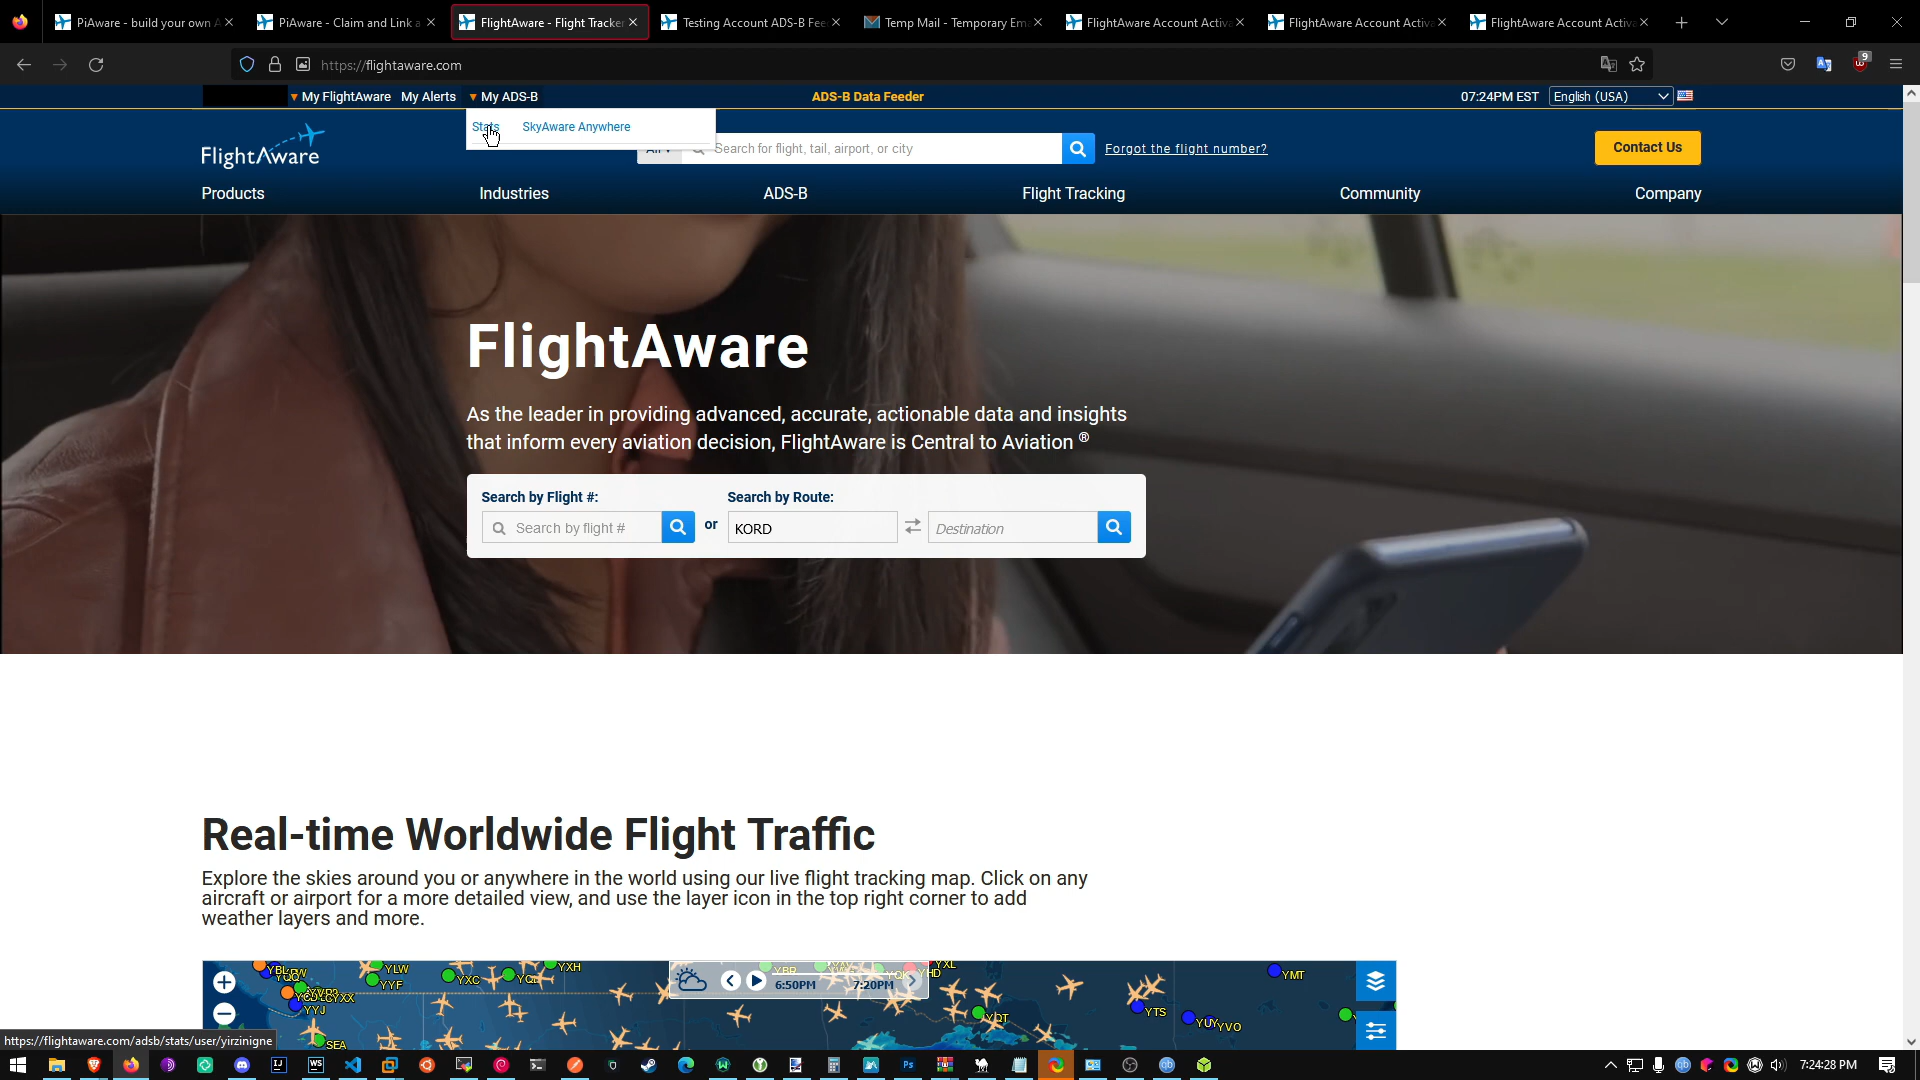 PiAware - build your own A
PiAware - Claim and Link a
FlightAware - Flight Tracker
Testing Account ADS-B Fee
Temp Mail - Temporary Em
FlightAware Account Activa
FlightAware Account Activa
FlightAware Account Activa
https://flightaware.com
9
My FlightAware My Alerts My ADS-B
ADS-B Data Feeder
07:24PM EST English (USA)
Stats SkyAware Anywhere
FlightAware
All Search for flight, tail, airport, or city
Forgot the flight number?
Contact Us
Products Industries ADS-B Flight Tracking Community Company
FlightAware
As the leader in providing advanced, accurate, actionable data and insights
that inform every aviation decision, FlightAware is Central to Aviation ®
Search by Flight #: Search by Route:
Search by flight # or KORD Destination
Real-time Worldwide Flight Traffic
Explore the skies around you or anywhere in the world using our live flight tracking map. Click on any
aircraft or airport for a more detailed view, and use the layer icon in the top right corner to add
weather layers and more.
YLW YXH YXL
YYF YXC YMT
6:50PM 7:20PM
YYJ YTS YVO
SEA
https://flightaware.com/adsb/stats/user/yirzinigne
7:24:28 PM